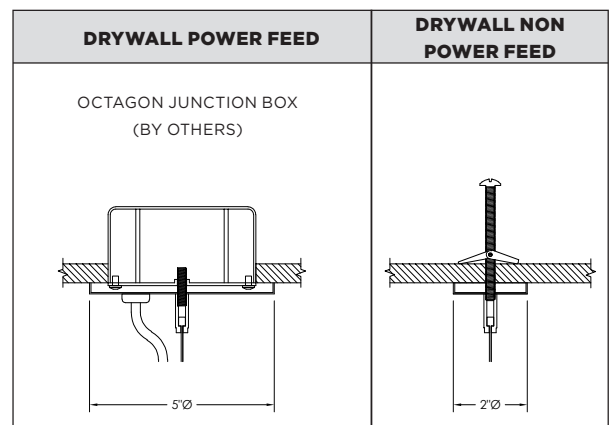 DRYWALL POWER FEED
DRYWALL NON
POWER FEED
OCTAGON JUNCTION BOX
(BY OTHERS)
5"Ø
2"Ø